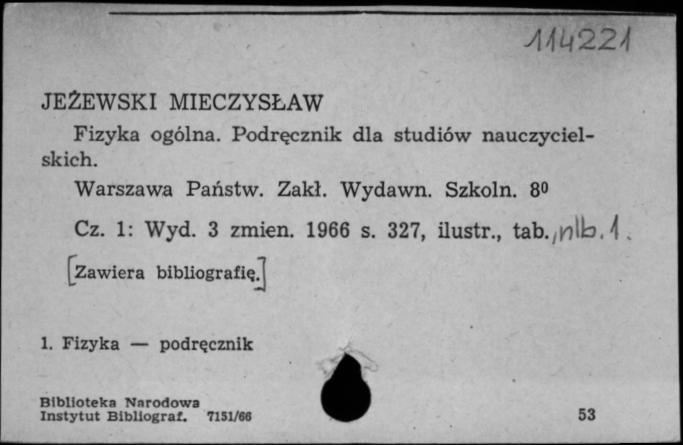 114221
JEŻEWSKI MIECZYSŁAW
Fizyka ogólna. Podręcznik dla studiów nauczyciel-
skich.
Warszawa Państw. Zakł. Wydawn. Szkoln. 8⁰
Cz. 1: Wyd. 3 zmien. 1966 s. 327, ilustr., tab., nlb. 1.
[Zawiera bibliografię.]
1. Fizyka — podręcznik
Biblioteka Narodowa
Instytut Bibliograf. 7151/66 53